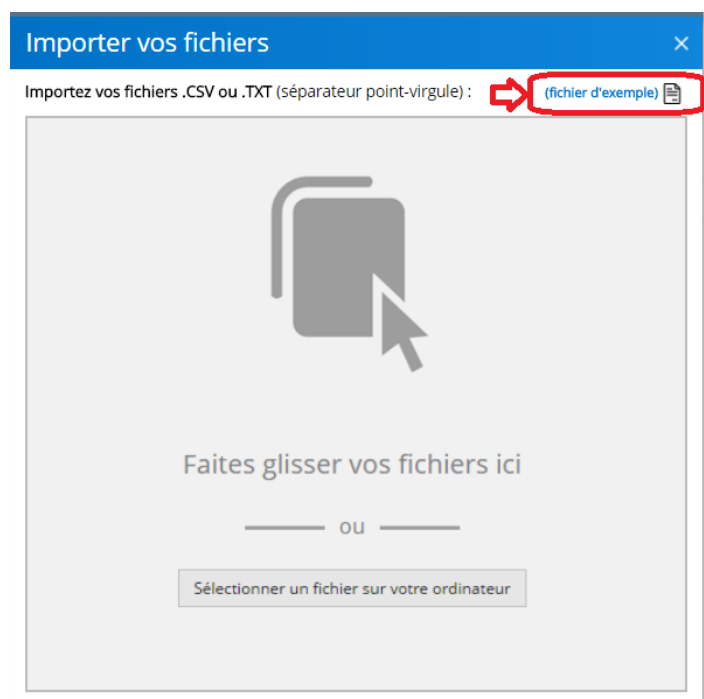 Importer vos fichiers
Importez vos fichiers .CSV ou .TXT (séparateur point-virgule) : (fichier d'exemple)
Faites glisser vos fichiers ici
ou
Sélectionner un fichier sur votre ordinateur